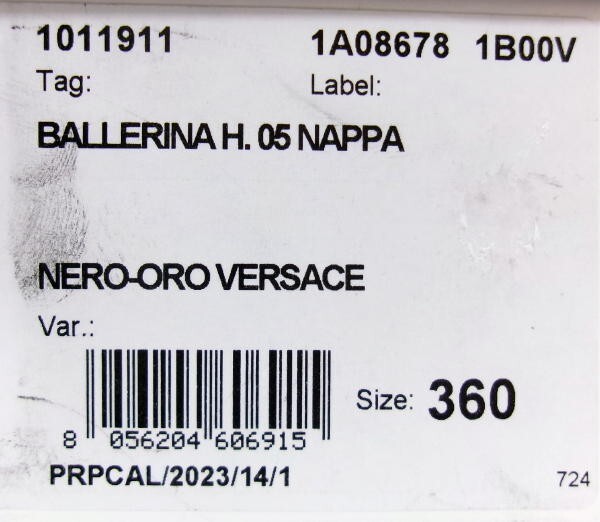 1011911 1A08678 1B00V
Tag: Label:
BALLERINA H. 05 NAPPA
NERO-ORO VERSACE
Var.:
Size: 360
8 056204 606915
PRPCAL/2023/14/1
724